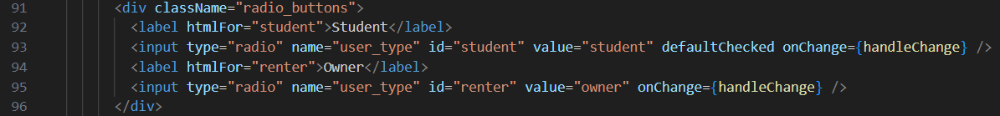 91 <div className="radio_buttons">
92 <label htmlFor="student">Student</label>
93 <input type="radio" name="user_type" id="student" value="student" defaultChecked onChange={handleChange} />
94 <label htmlFor="renter">Owner</label>
95 <input type="radio" name="user_type" id="renter" value="owner" onChange={handleChange} />
96 </div>